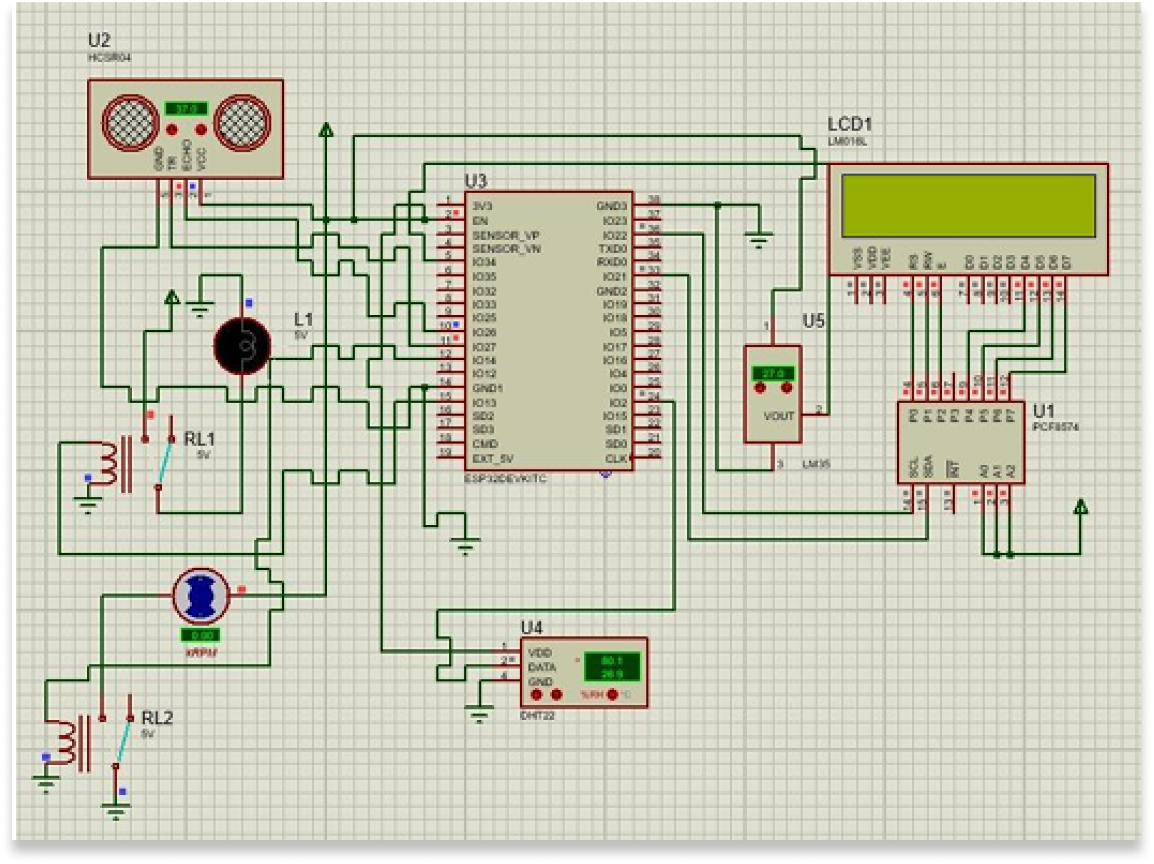 U2
HCSR04
37.0
GND
TR
ECHO
VCC
LCD1
LM016L
VSS
VDD
VEE
RS
RW
E
D0
D1
D2
D3
D4
D5
D6
D7
1
2
3
4
5
6
7
8
9
10
11
12
13
14
U3
1 3V3
2 EN
3 SENSOR_VP
4 SENSOR_VN
5 IO34
6 IO35
7 IO32
8 IO33
9 IO25
10 IO26
11 IO27
12 IO14
13 IO12
14 GND1
15 IO13
16 SD2
17 SD3
18 CMD
19 EXT_5V
GND3 38
IO23 37
IO22 36
TXD0 35
RXD0 34
IO21 33
GND2 32
IO19 31
IO18 30
IO5 29
IO17 28
IO16 27
IO4 26
IO0 25
IO2 24
IO15 23
SD1 22
SD0 21
CLK 20
ESP32DEVKITC
L1
5V
U5
1
27.0
VOUT 2
3
LM35
U1
PCF8574
4
5
6
7
9
10
11
12
P0
P1
P2
P3
P4
P5
P6
P7
SCL
SDA
INT
A0
A1
A2
14
15
13
1
2
3
RL1
5V
0.00
kRPM
U4
1 VDD
2 DATA
4 GND
80.1
26.9
%RH
°C
DHT22
RL2
5V